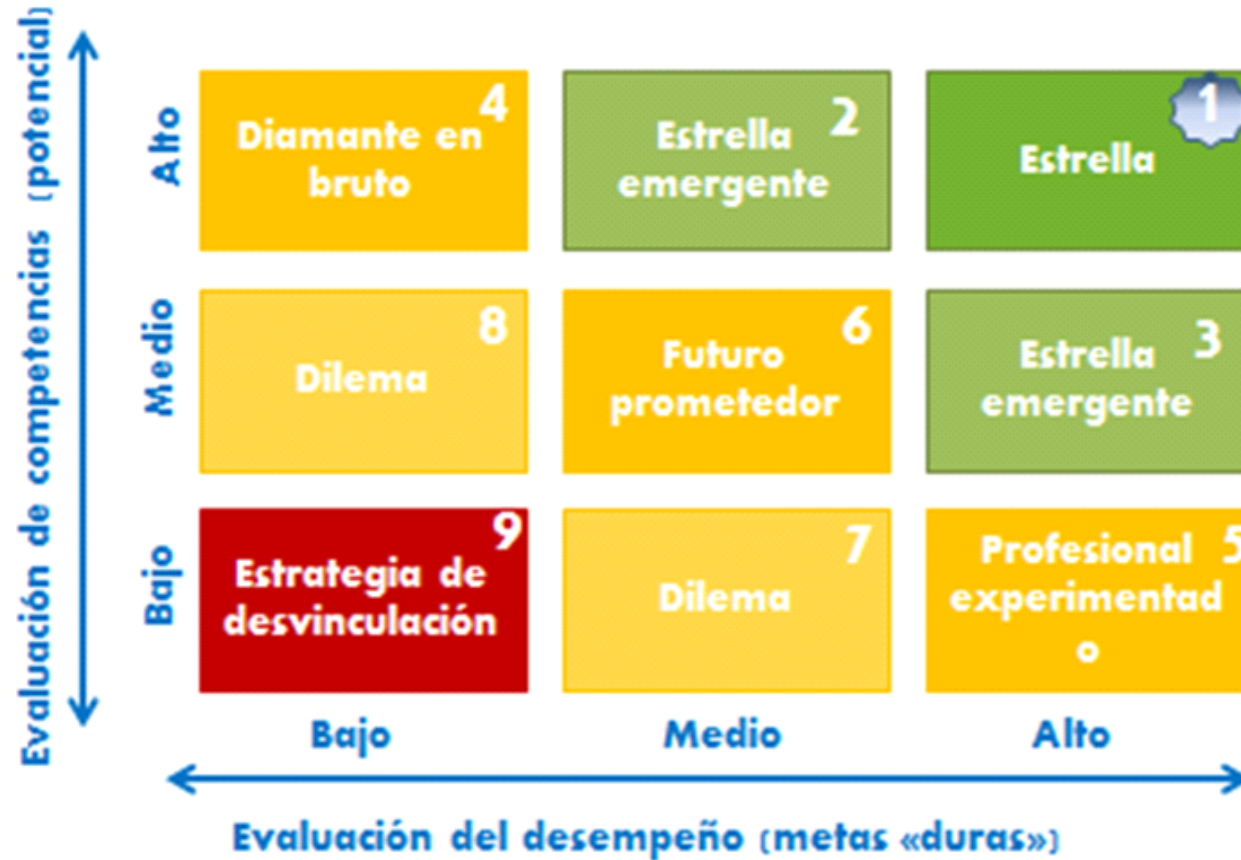 Evaluación de competencias (potencial)
Alto
4
Diamante en
bruto
2
Estrella
emergente
1
Estrella
Medio
8
Dilema
6
Futuro
prometedor
3
Estrella
emergente
Bajo
9
Estrategia de
desvinculación
7
Dilema
5
Profesional
experimentad
o
Bajo
Medio
Alto
Evaluación del desempeño (metas «duras»)